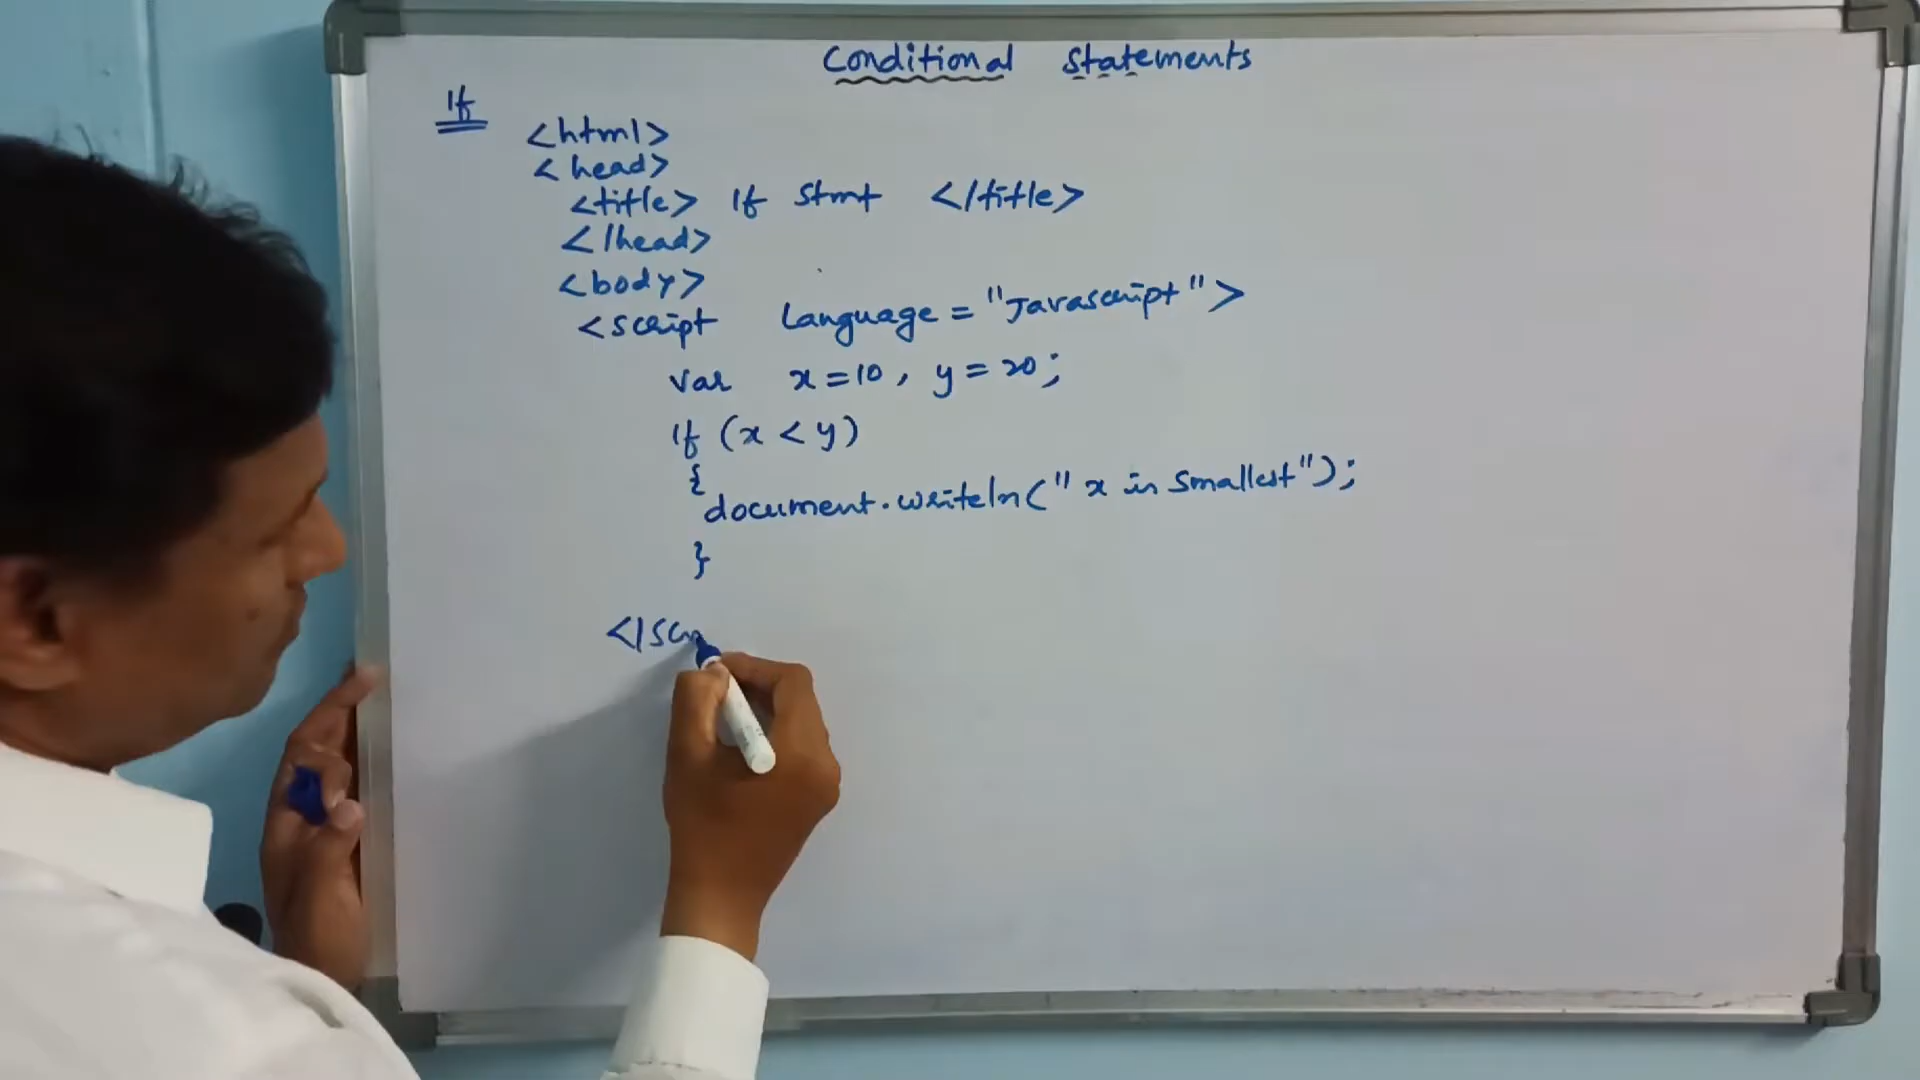 Conditional Statements
If
<html>
<head>
<title> If Stmt </title>
</head>
<body>
<script language = "Javascript">
var x=10, y=20;
If (x < y)
{
document.writeln(" x is smallest");
}
</scr